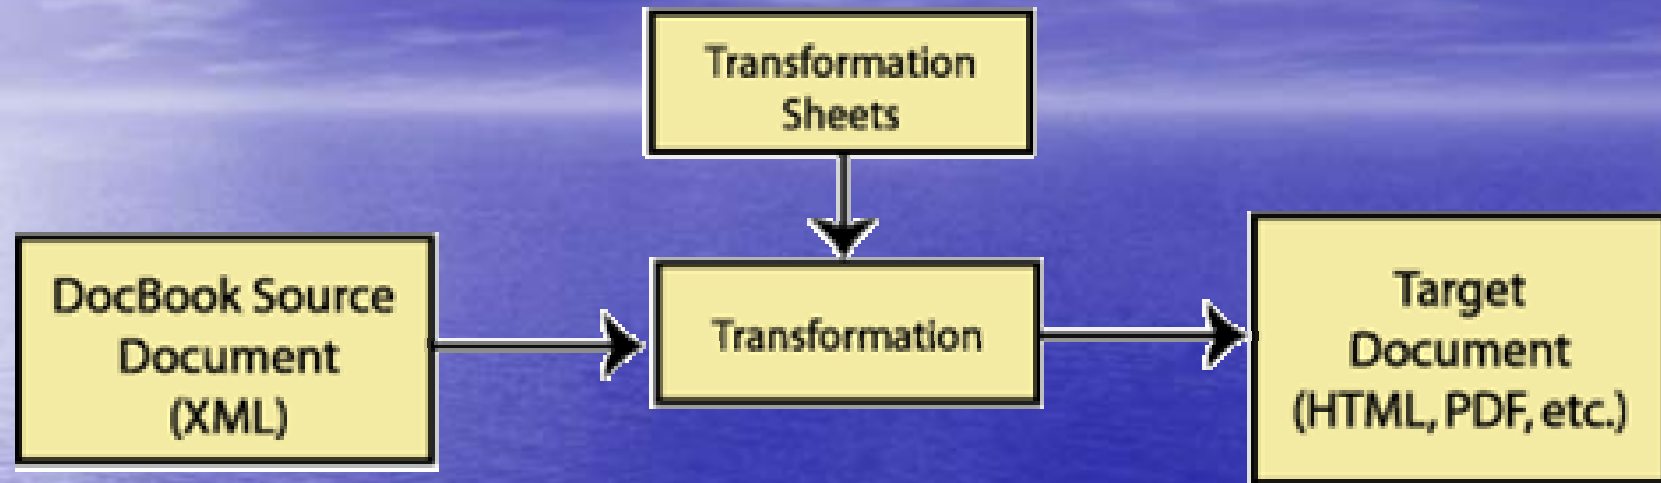 Transformation
Sheets
DocBook Source
Document
(XML)
Transformation
Target
Document
(HTML, PDF, etc.)